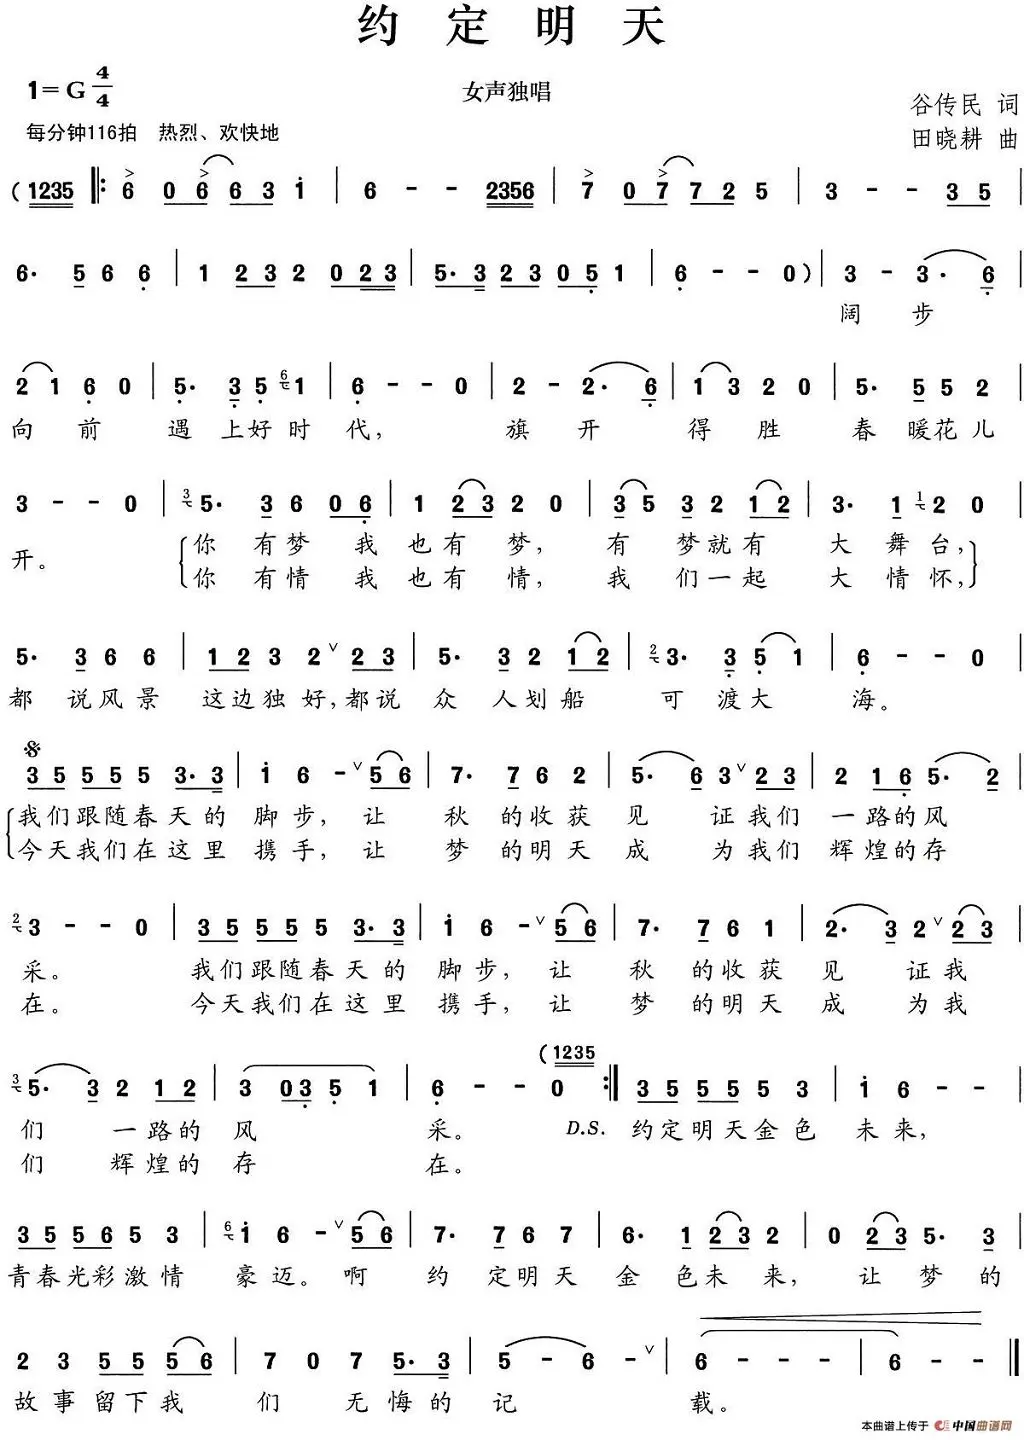 约定明天
1=G 4/4
女声独唱
谷传民 词
每分钟116拍 热烈、欢快地
田晓耕 曲
(1235 6 0 6 6 3 1 | 6 - - 2356 | 7 0 7 7 2 5 | 3 - - 3 5 |
6· 5 6 6 | 1 2 3 2 0 2 3 | 5· 3 2 3 0 5 1 | 6 - - 0) | 3 - 3· 6 |
阔 步
2 1 6 0 | 5· 3 5 6 1 | 6 - - 0 | 2 - 2· 6 | 1 3 2 0 | 5· 5 5 2 |
向 前 遇 上好时 代, 旗 开 得 胜 春 暖花儿
3 - - 0 | 3 5· 3 6 0 6 | 1 2 3 2 0 | 3 5 3 2 1 2 | 3· 1 1 2 0 |
开。 你 有梦 我 也有 梦, 有 梦就有 大 舞台,
你 有情 我 也有 情, 我 们一起 大 情怀,
5· 3 6 6 | 1 2 3 2 ∨ 2 3 | 5· 3 2 1 2 | 2 3· 3 5 1 | 6 - - 0 |
都 说风景 这边独好,都说 众 人划船 可 渡大 海。
3 5 5 5 5 3· 3 | 1 6 - ∨ 5 6 | 7· 7 6 2 | 5· 6 3 ∨ 2 3 | 2 1 6 5· 2 |
我们跟随春天的 脚步, 让 秋 的收获 见 证我们 一路的风
今天我们在这里 携手, 让 梦 的明天 成 为我们 辉煌的存
2 3 - - 0 | 3 5 5 5 5 3· 3 | 1 6 - ∨ 5 6 | 7· 7 6 1 | 2· 3 2 ∨ 2 3 |
采。 我们跟随春天的 脚步, 让 秋 的收获 见 证我
在。 今天我们在这里 携手, 让 梦 的明天 成 为我
(1235
3 5· 3 2 1 2 | 3 0 3 5 1 | 6 - - 0 :‖ 3 5 5 5 5 3 | 1 6 - - |
们 一路的 风 采。 D.S. 约定明天金色 未来,
们 辉煌的 存 在。
3 5 5 6 5 3 | 6 1 6 - ∨ 5 6 | 7· 7 6 7 | 6· 1 2 3 2 | 0 2 3 5· 3 |
青春光彩激情 豪迈。 啊 约 定明天 金 色未 来, 让 梦 的
2 3 5 5 5 6 | 7 0 7 5· 3 | 5 - 6 - ∨ | 6 - - - | 6 - - ‖
故事留下我 们 无悔的 记 载。
本曲谱上传于 中国曲谱网